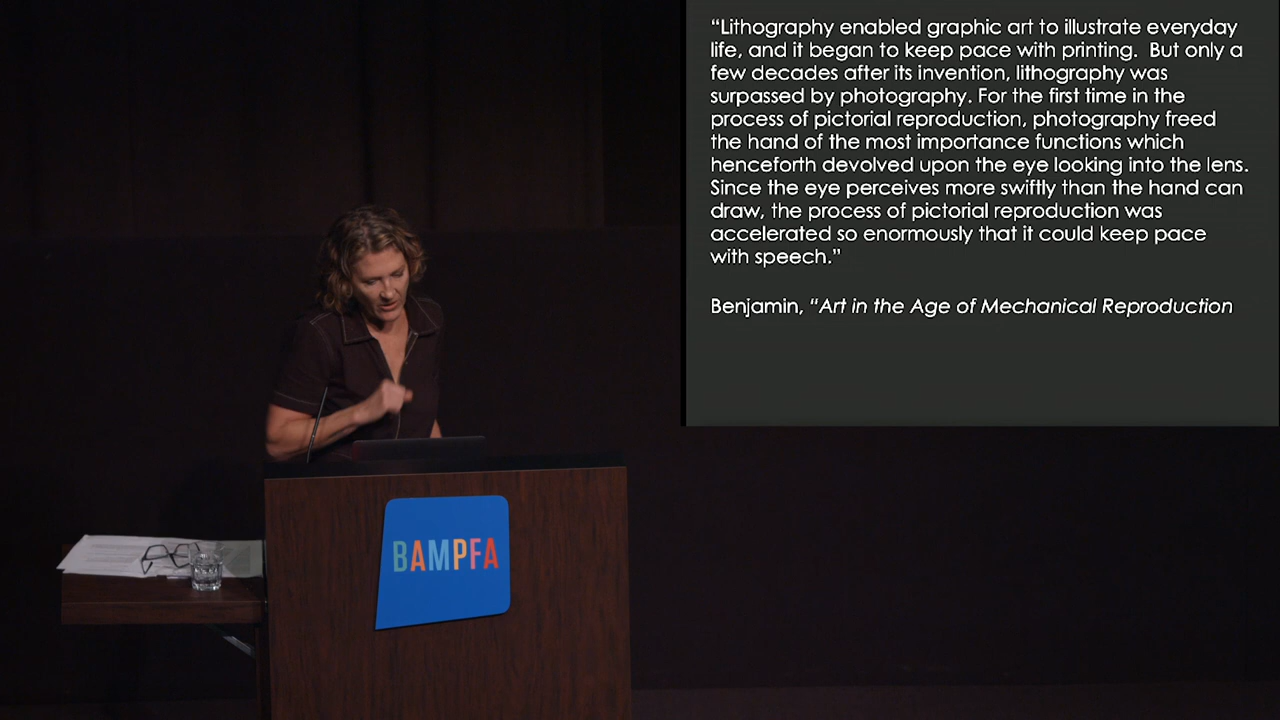 “Lithography enabled graphic art to illustrate everyday
life, and it began to keep pace with printing.  But only a
few decades after its invention, lithography was
surpassed by photography. For the first time in the
process of pictorial reproduction, photography freed
the hand of the most importance functions which
henceforth devolved upon the eye looking into the lens.
Since the eye perceives more swiftly than the hand can
draw, the process of pictorial reproduction was
accelerated so enormously that it could keep pace
with speech.”
Benjamin, “Art in the Age of Mechanical Reproduction
BAMPFA